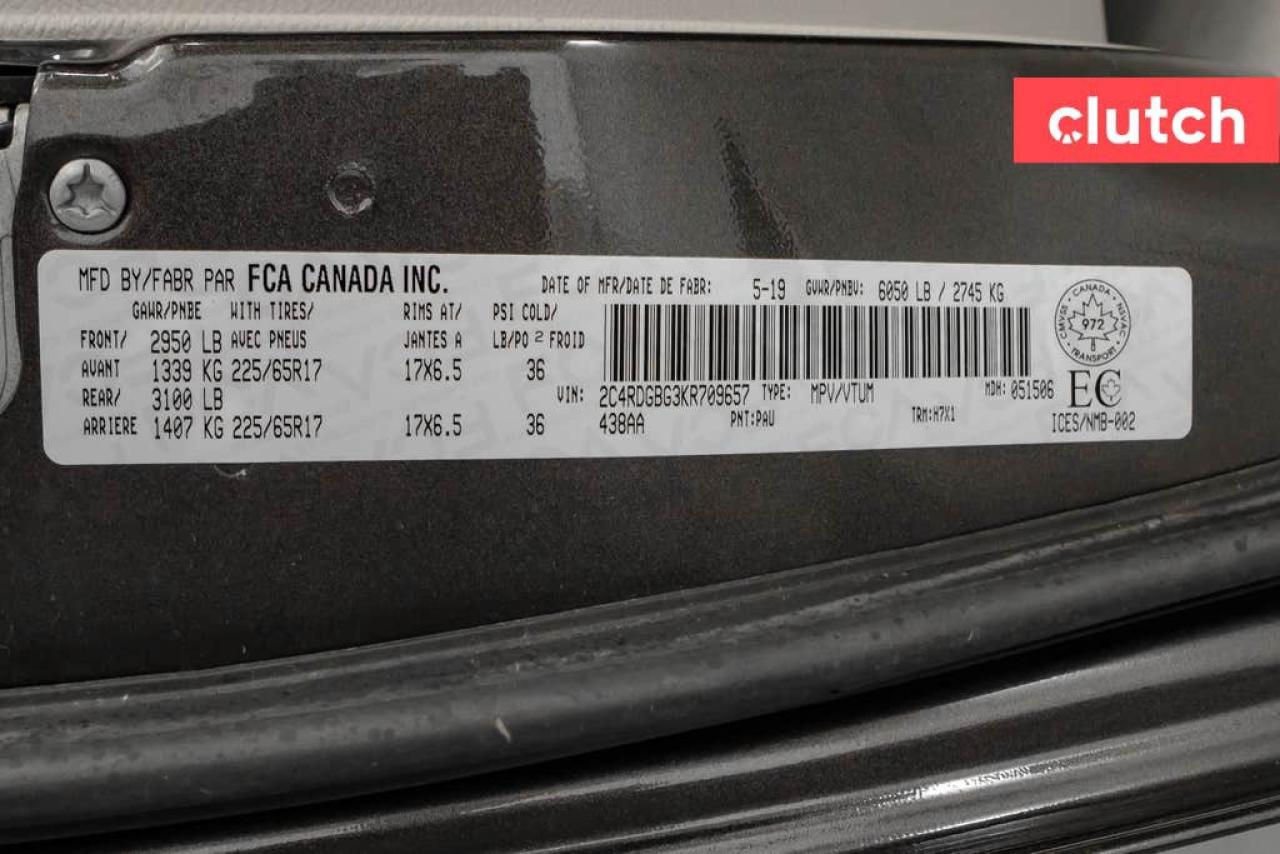 clutch
MFD BY/FABR PAR FCA CANADA INC. DATE OF MFR/DATE DE FABR: 5-19 GVWR/PNBV: 6050 LB / 2745 KG
GAWR/PNBE WITH TIRES/ RIMS AT/ PSI COLD/
FRONT/ 2950 LB AVEC PNEUS JANTES A LB/PO 2 FROID
AVANT 1339 KG 225/65R17 17X6.5 36
REAR/ 3100 LB VIN: 2C4RDGBG3KR709657 TYPE: MPV/VTUM MDH: 051506
ARRIERE 1407 KG 225/65R17 17X6.5 36 438AA PNT:PAU TRM:H7X1
CMVSS • CANADA • NSVAC • TRANSPORT •
972
EC
ICES/NMB-002